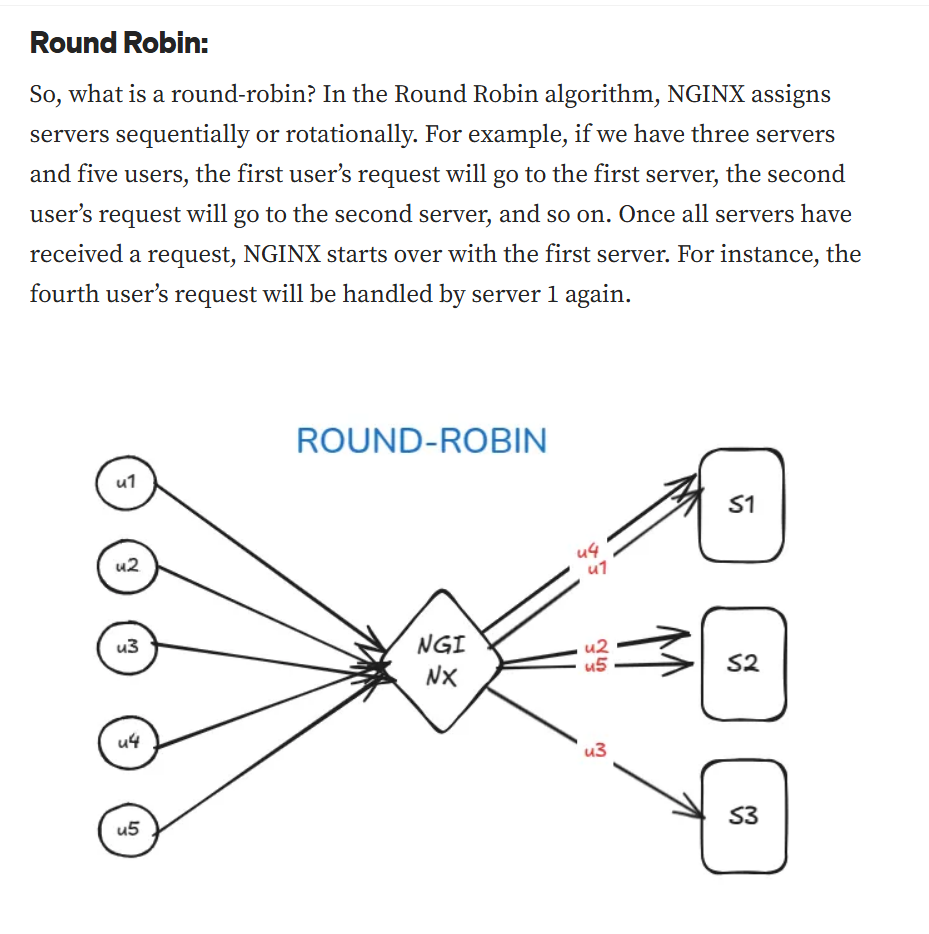 Round Robin:
So, what is a round-robin? In the Round Robin algorithm, NGINX assigns
servers sequentially or rotationally. For example, if we have three servers
and five users, the first user’s request will go to the first server, the second
user’s request will go to the second server, and so on. Once all servers have
received a request, NGINX starts over with the first server. For instance, the
fourth user’s request will be handled by server 1 again.
ROUND-ROBIN
u1
S1
u4
u1
u2
u3
NGI
NX
u2
u5
S2
u4
u3
u5
S3